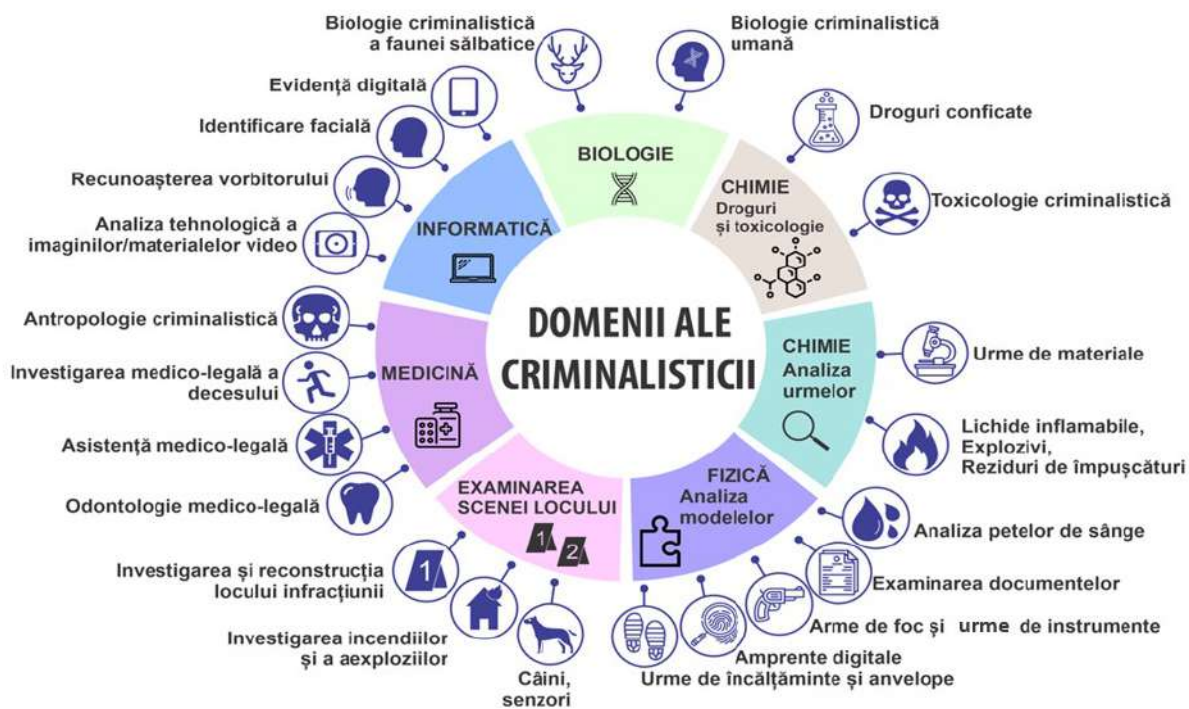 DOMENII ALE
CRIMINALISTICII
BIOLOGIE
Biologie criminalistică
a faunei sălbatice
Biologie criminalistică
umană
CHIMIE
Droguri
și toxicologie
Droguri conficate
Toxicologie criminalistică
CHIMIE
Analiza
urmelor
Urme de materiale
Lichide inflamabile,
Explozivi,
Reziduri de împușcături
FIZICĂ
Analiza
modelelor
Analiza petelor de sânge
Examinarea documentelor
Arme de foc și urme de instrumente
Amprente digitale
Urme de încălțăminte și anvelope
EXAMINAREA
SCENEI LOCULUI
1
2
Câini,
senzori
Investigarea incendiilor
și a aexploziilor
1
Investigarea și reconstrucția
locului infracțiunii
MEDICINĂ
Odontologie medico-legală
Asistență medico-legală
Investigarea medico-legală a
decesului
Antropologie criminalistică
INFORMATICĂ
Analiza tehnologică a
imaginilor/materialelor video
Recunoașterea vorbitorului
Identificare facială
Evidență digitală